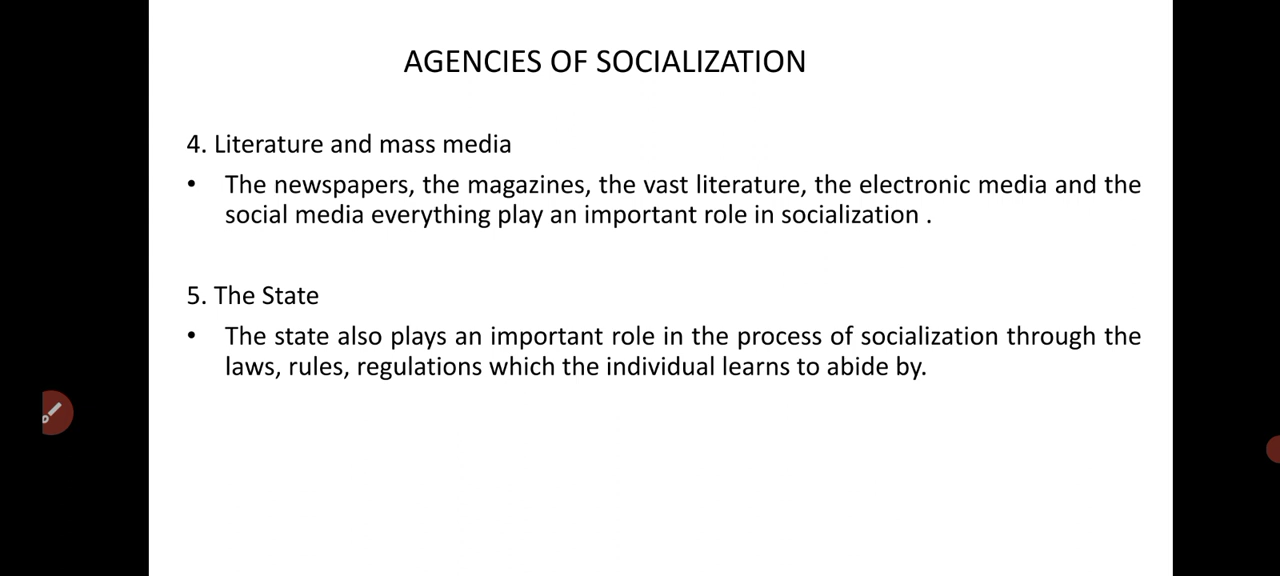 AGENCIES OF SOCIALIZATION
4. Literature and mass media
• The newspapers, the magazines, the vast literature, the electronic media and the
social media everything play an important role in socialization .
5. The State
• The state also plays an important role in the process of socialization through the
laws, rules, regulations which the individual learns to abide by.